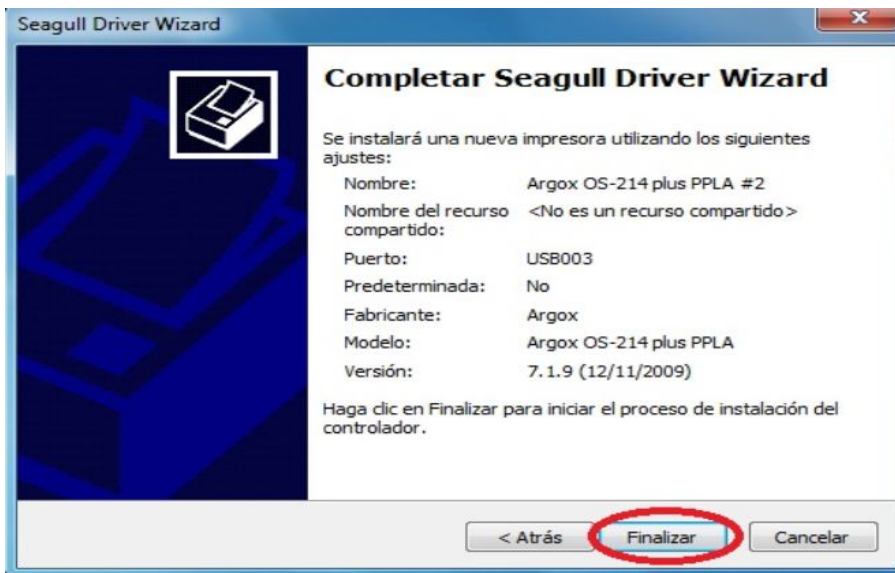 Seagull Driver Wizard
Completar Seagull Driver Wizard
Se instalará una nueva impresora utilizando los siguientes
ajustes:
Nombre: Argox OS-214 plus PPLA #2
Nombre del recurso <No es un recurso compartido>
compartido:
Puerto: USB003
Predeterminada: No
Fabricante: Argox
Modelo: Argox OS-214 plus PPLA
Versión: 7.1.9 (12/11/2009)
Haga clic en Finalizar para iniciar el proceso de instalación del
controlador.
< Atrás Finalizar Cancelar